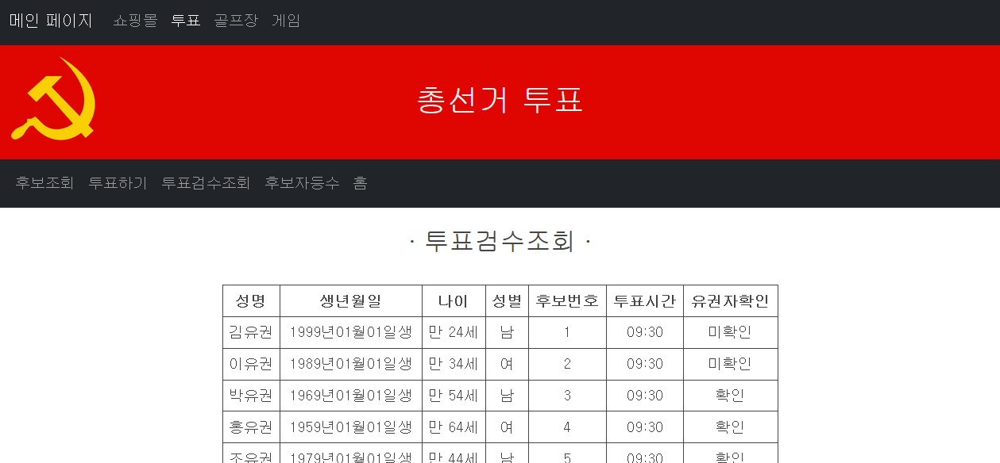 메인 페이지 쇼핑몰 투표 골프장 게임
총선거 투표
후보조회 투표하기 투표검수조회 후보자등수 홈
· 투표검수조회 ·
성명 생년월일 나이 성별 후보번호 투표시간 유권자확인
김유권 1999년01월01일생 만 24세 남 1 09:30 미확인
이유권 1989년01월01일생 만 34세 여 2 09:30 미확인
박유권 1969년01월01일생 만 54세 남 3 09:30 확인
홍유권 1959년01월01일생 만 64세 여 4 09:30 확인
조유권 1979년01월01일생 만 44세 남 5 09:30 확인